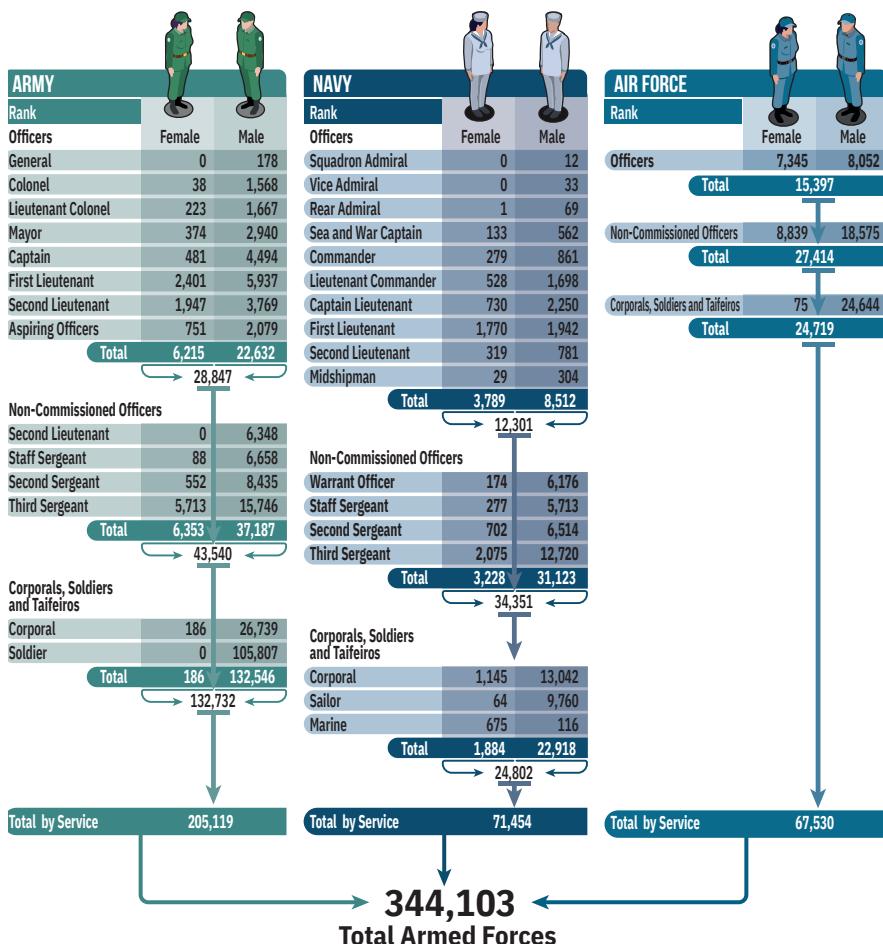 ARMY
Rank
Officers Female Male
General 0 178
Colonel 38 1,568
Lieutenant Colonel 223 1,667
Mayor 374 2,940
Captain 481 4,494
First Lieutenant 2,401 5,937
Second Lieutenant 1,947 3,769
Aspiring Officers 751 2,079
Total 6,215 22,632
28,847
Non-Commissioned Officers
Second Lieutenant 0 6,348
Staff Sergeant 88 6,658
Second Sergeant 552 8,435
Third Sergeant 5,713 15,746
Total 6,353 37,187
43,540
Corporals, Soldiers
and Taifeiros
Corporal 186 26,739
Soldier 0 105,807
Total 186 132,546
132,732
Total by Service 205,119
NAVY
Rank
Officers Female Male
Squadron Admiral 0 12
Vice Admiral 0 33
Rear Admiral 1 69
Sea and War Captain 133 562
Commander 279 861
Lieutenant Commander 528 1,698
Captain Lieutenant 730 2,250
First Lieutenant 1,770 1,942
Second Lieutenant 319 781
Midshipman 29 304
Total 3,789 8,512
12,301
Non-Commissioned Officers
Warrant Officer 174 6,176
Staff Sergeant 277 5,713
Second Sergeant 702 6,514
Third Sergeant 2,075 12,720
Total 3,228 31,123
34,351
Corporals, Soldiers
and Taifeiros
Corporal 1,145 13,042
Sailor 64 9,760
Marine 675 116
Total 1,884 22,918
24,802
Total by Service 71,454
AIR FORCE
Rank
Female Male
Officers 7,345 8,052
Total 15,397
Non-Commissioned Officers 8,839 18,575
Total 27,414
Corporals, Soldiers and Taifeiros 75 24,644
Total 24,719
Total by Service 67,530
344,103
Total Armed Forces